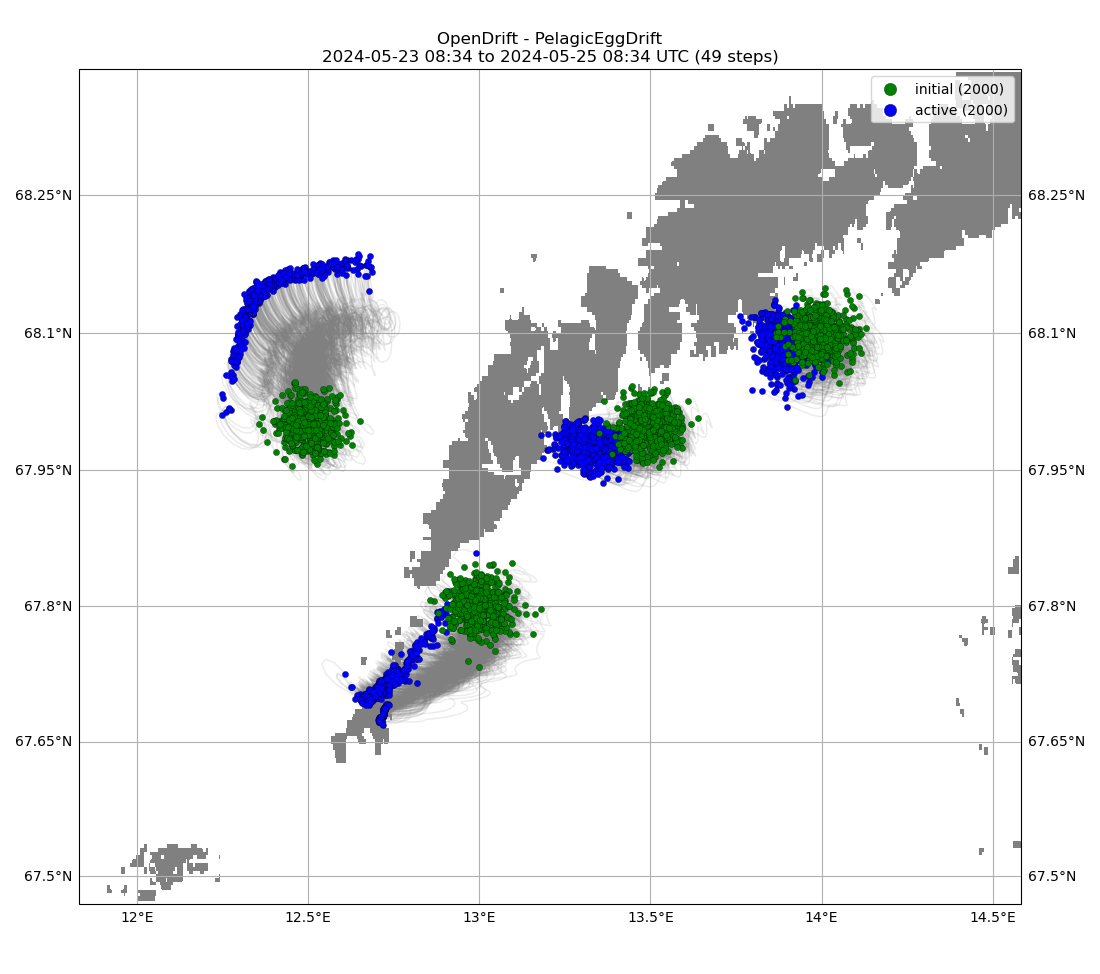 OpenDrift - PelagicEggDrift
2024-05-23 08:34 to 2024-05-25 08:34 UTC (49 steps)
initial (2000)
active (2000)
68.25°N
68.25°N
68.1°N
68.1°N
67.95°N
67.95°N
67.8°N
67.8°N
67.65°N
67.65°N
67.5°N
67.5°N
12°E
12.5°E
13°E
13.5°E
14°E
14.5°E